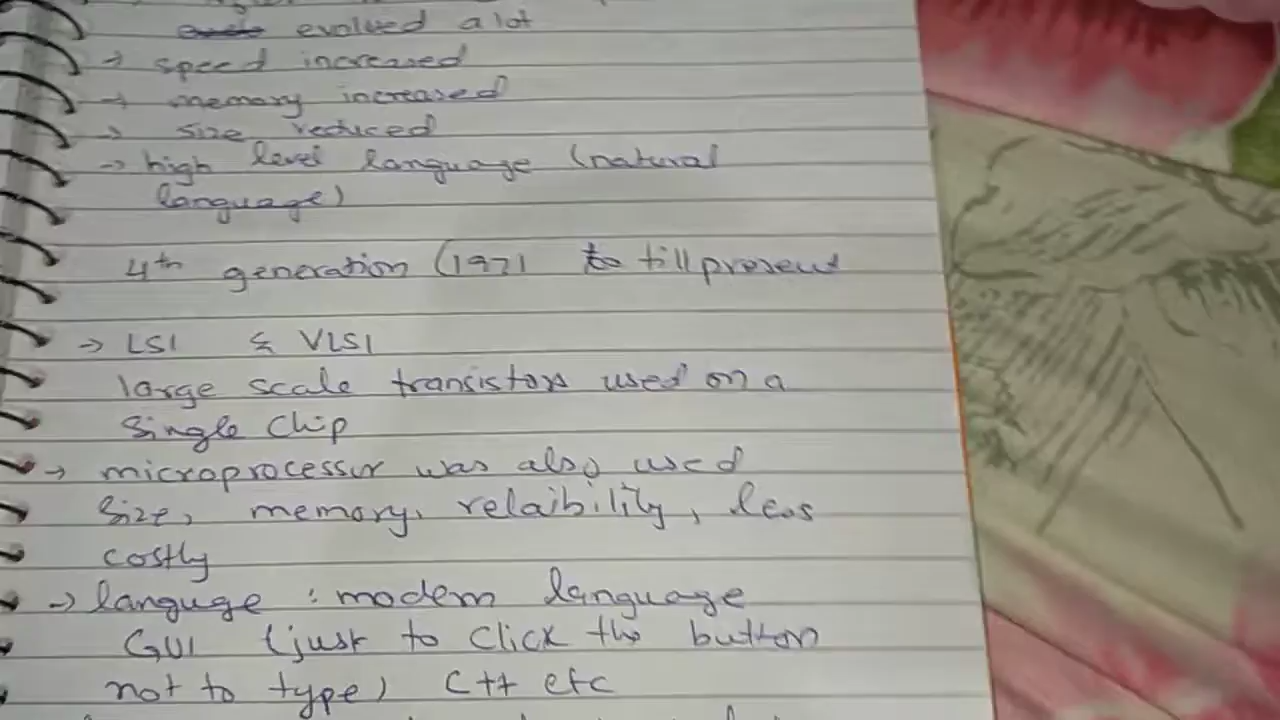 evolved a lot
→ speed increased
→ memory increased
→ size reduced
→ high level language (natural
language)
4th generation (1971 to till present
→ LSI & VLSI
large scale transistors used on a
single chip
→ microprocessor was also used
Size, memory, relaibility, less
costly
→ languge : modern language
GUI (just to click the button
not to type) C++ etc